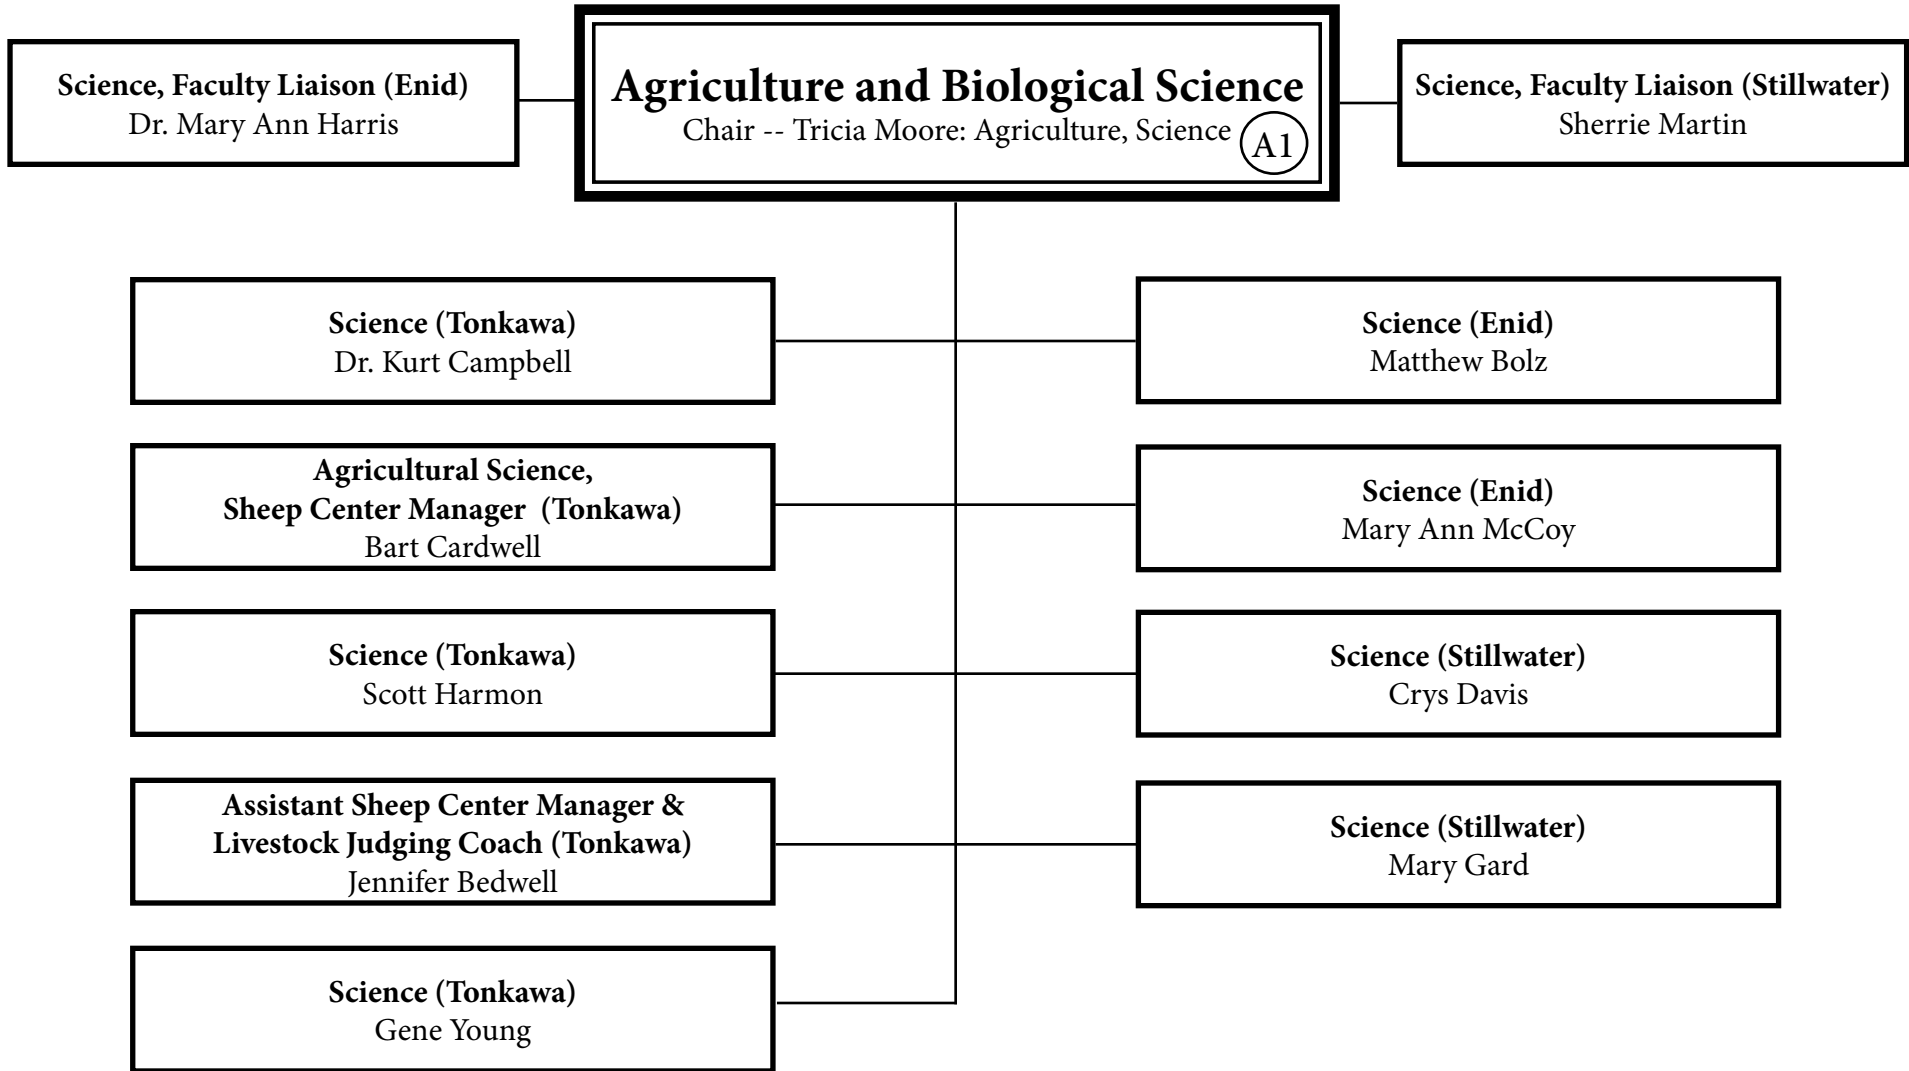 Science, Faculty Liaison (Enid)
Dr. Mary Ann Harris
Agriculture and Biological Science
Chair -- Tricia Moore: Agriculture, Science
A1
Science, Faculty Liaison (Stillwater)
Sherrie Martin
Science (Tonkawa)
Dr. Kurt Campbell
Science (Enid)
Matthew Bolz
Agricultural Science,
Sheep Center Manager (Tonkawa)
Bart Cardwell
Science (Enid)
Mary Ann McCoy
Science (Tonkawa)
Scott Harmon
Science (Stillwater)
Crys Davis
Assistant Sheep Center Manager &
Livestock Judging Coach (Tonkawa)
Jennifer Bedwell
Science (Stillwater)
Mary Gard
Science (Tonkawa)
Gene Young